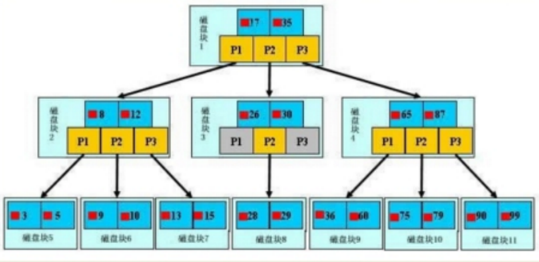 磁盘块1
17 35
P1 P2 P3
磁盘块2
8 12
P1 P2 P3
磁盘块3
26 30
P1 P2 P3
磁盘块4
65 87
P1 P2 P3
3 5
磁盘块5
9 10
磁盘块6
13 15
磁盘块7
28 29
磁盘块8
36 60
磁盘块9
75 79
磁盘块10
90 99
磁盘块11